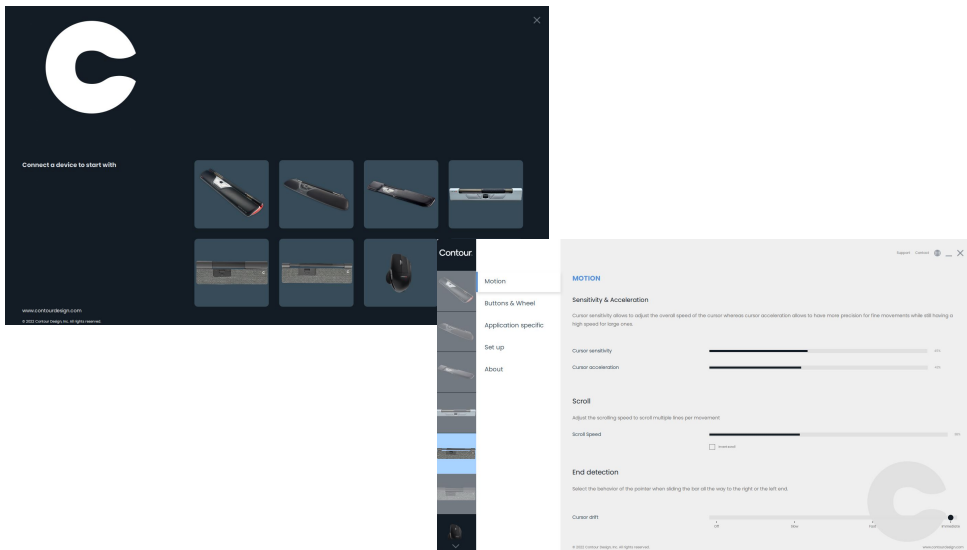 Connect a device to start with
www.contourdesign.com
© 2022 Contour Design, Inc. All rights reserved.
Contour
Motion
Buttons & Wheel
Application specific
Set up
About
Support Contact
MOTION
Sensitivity & Acceleration
Cursor sensitivity allows to adjust the overall speed of the cursor whereas cursor acceleration allows to have more precision for fine movements while still having a
high speed for large ones.
Cursor sensitivity
Cursor acceleration
Scroll
Adjust the scrolling speed to scroll multiple lines per movement
Scroll Speed
End detection
Select the behavior of the pointer when sliding the bar all the way to the right or the left end.
Cursor drift
Off Slow Fast Immediate
© 2022 Contour Design, Inc. All rights reserved.
www.contourdesign.com